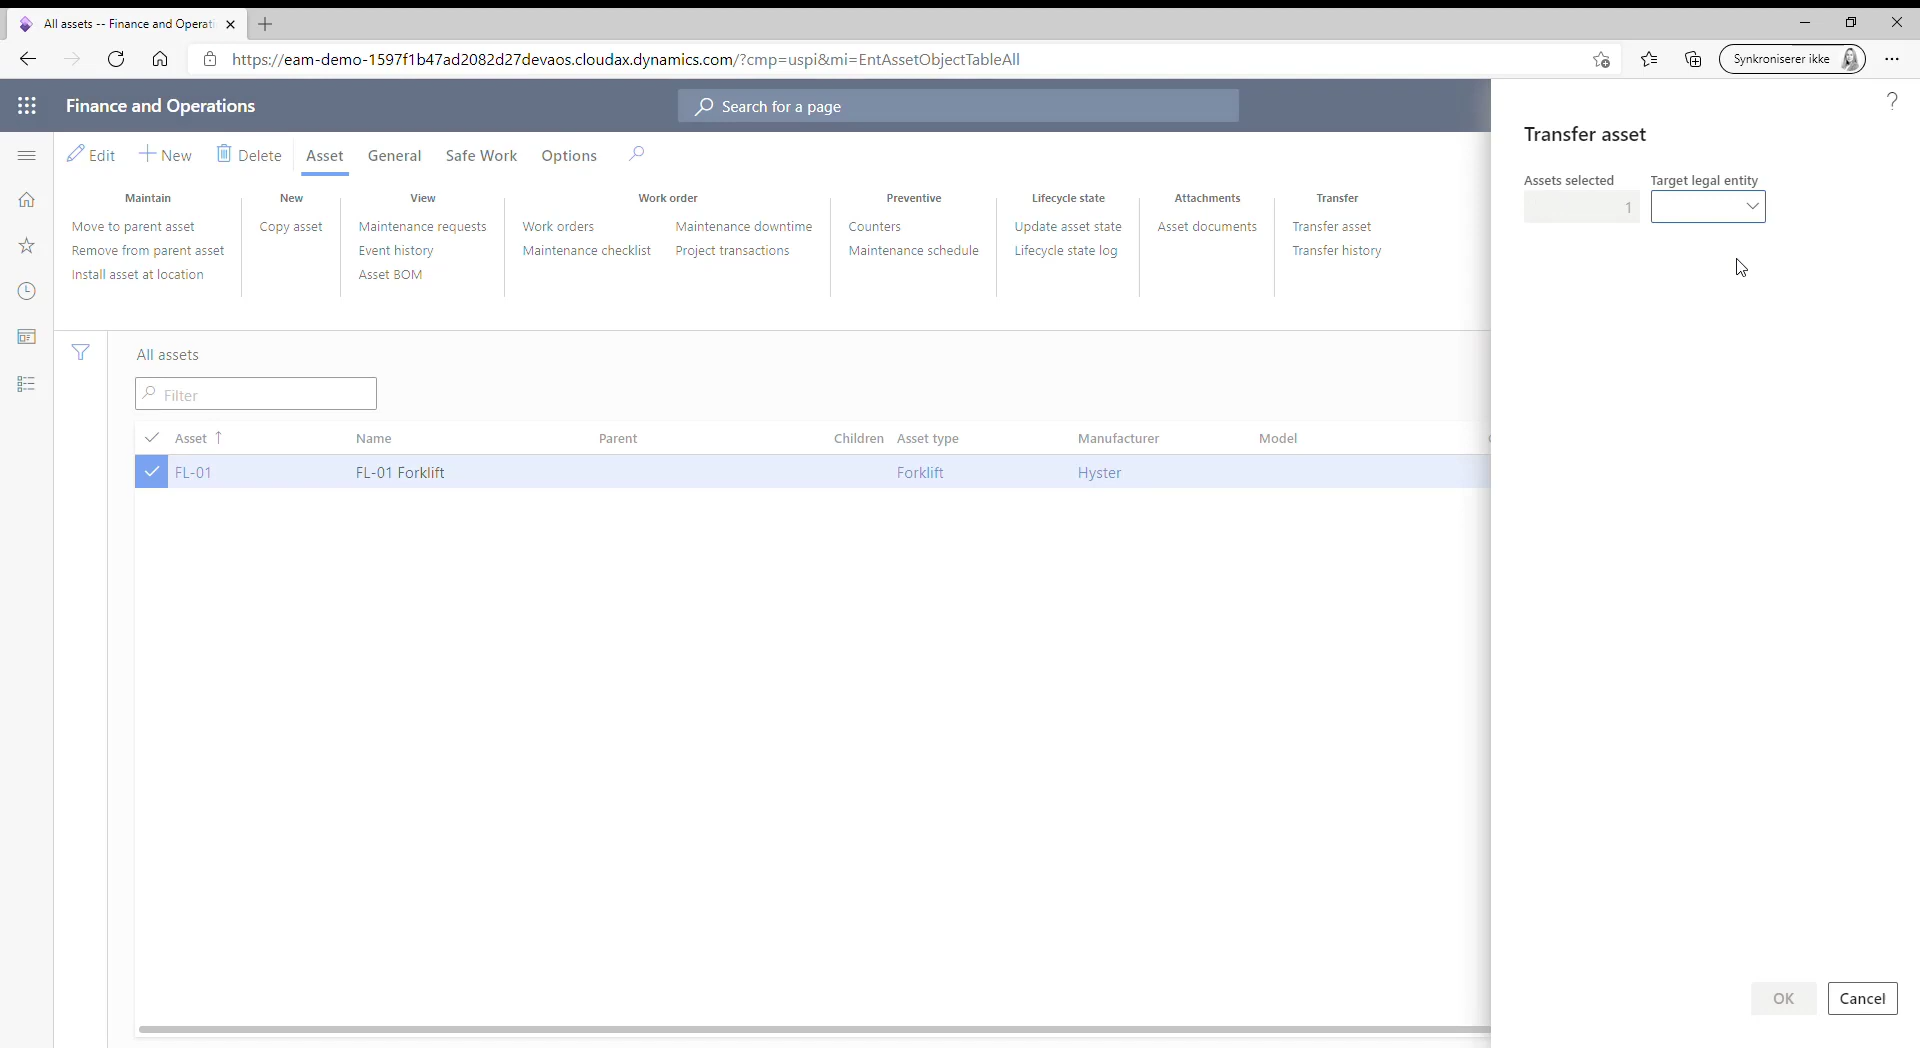 All assets -- Finance and Operati
https://eam-demo-1597f1b47ad2082d27devaos.cloudax.dynamics.com/?cmp=uspi&mi=EntAssetObjectTableAll
Synkroniserer ikke
Finance and Operations
Search for a page
?
Edit New Delete Asset General Safe Work Options
Maintain New View Work order Preventive Lifecycle state Attachments Transfer
Move to parent asset Copy asset Maintenance requests Work orders Maintenance downtime Counters Update asset state Asset documents Transfer asset
Remove from parent asset Event history Maintenance checklist Project transactions Maintenance schedule Lifecycle state log Transfer history
Install asset at location Asset BOM
All assets
Filter
Asset Name Parent Children Asset type Manufacturer Model
FL-01 FL-01 Forklift Forklift Hyster
Transfer asset
Assets selected Target legal entity
1
OK Cancel